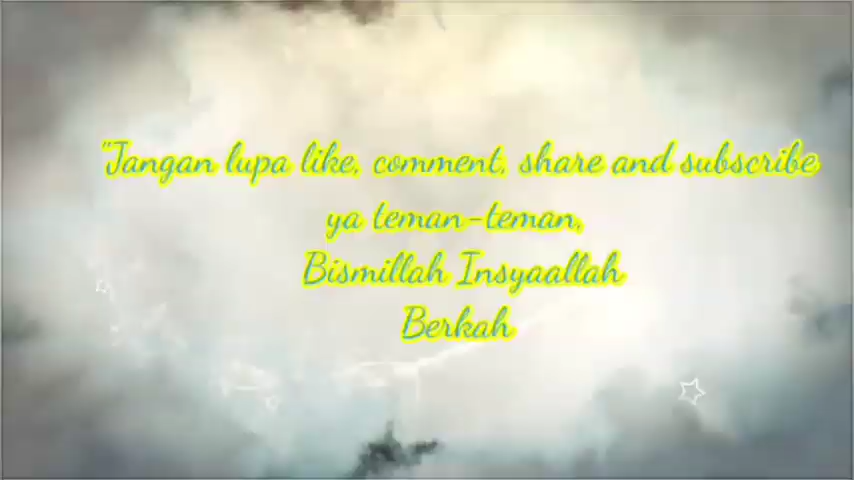 "Jangan lupa like, comment, share and subscribe
ya teman-teman,
Bismillah Insyaallah
Berkah